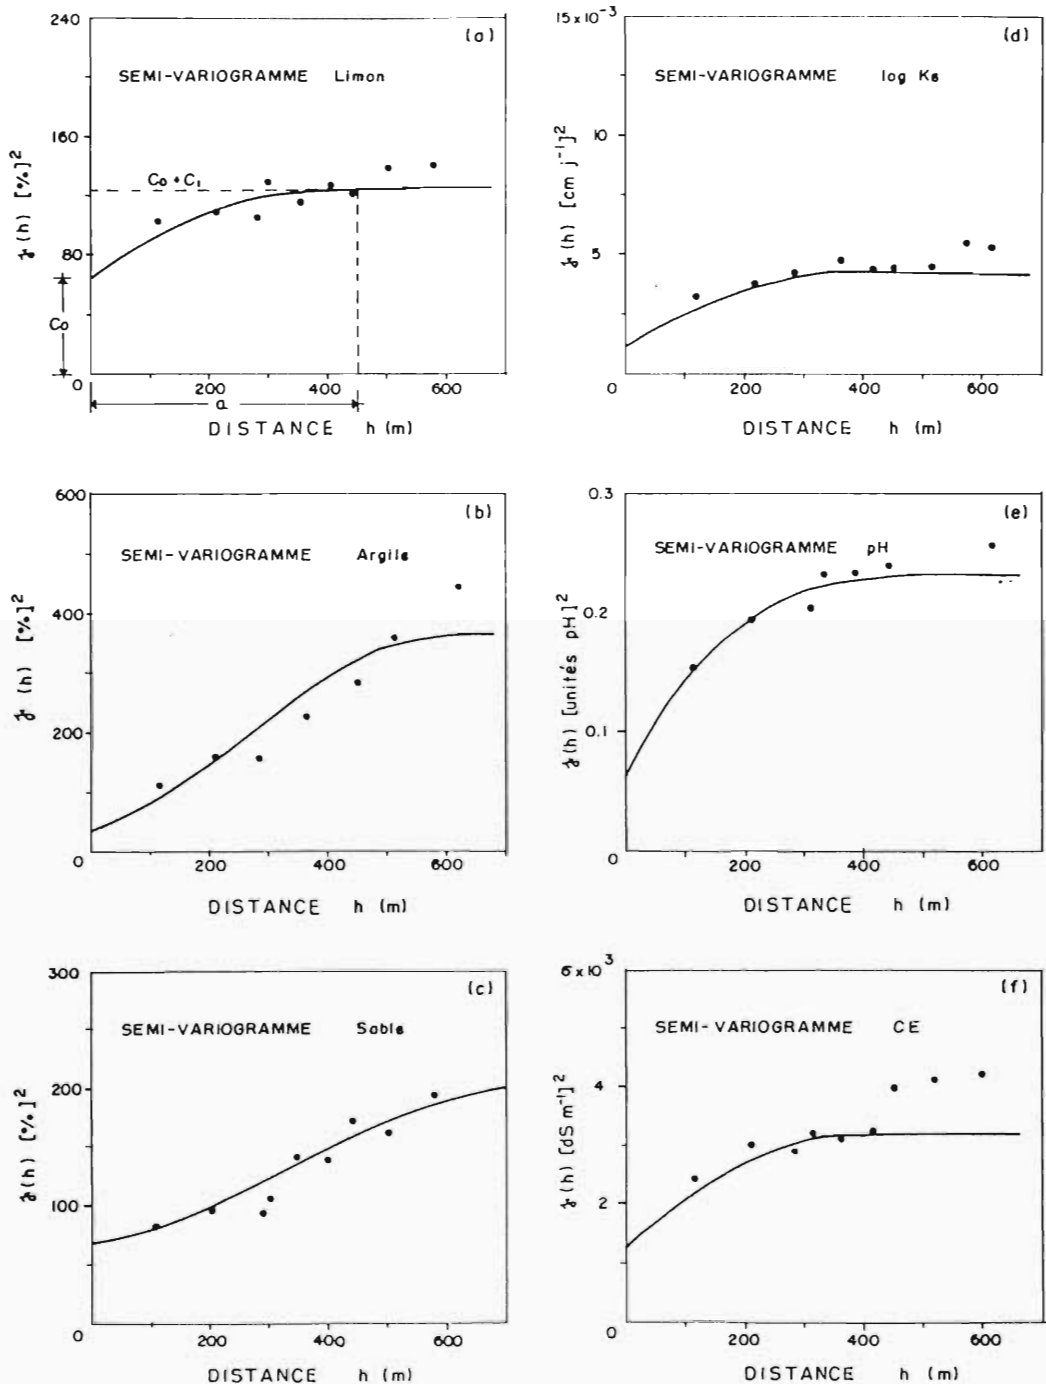 (a)
SEMI-VARIOGRAMME Limon
240
160
80
0
γ(h) [%]²
C₀ + C₁
C₀
a
200
400
600
DISTANCE h (m)
(d)
SEMI-VARIOGRAMME log Ks
15 x 10⁻³
10
5
0
γ(h) [cm j⁻¹]²
200
400
600
DISTANCE h (m)
(b)
SEMI-VARIOGRAMME Argile
600
400
200
0
γ(h) [%]²
200
400
600
DISTANCE h (m)
(e)
SEMI-VARIOGRAMME pH
0.3
0.2
0.1
0
γ(h) [unités pH]²
200
400
600
DISTANCE h (m)
(c)
SEMI-VARIOGRAMME Sable
300
200
100
0
γ(h) [%]²
200
400
600
DISTANCE h (m)
(f)
SEMI-VARIOGRAMME CE
6 x 10³
4
2
0
γ(h) [dS m⁻¹]²
200
400
600
DISTANCE h (m)